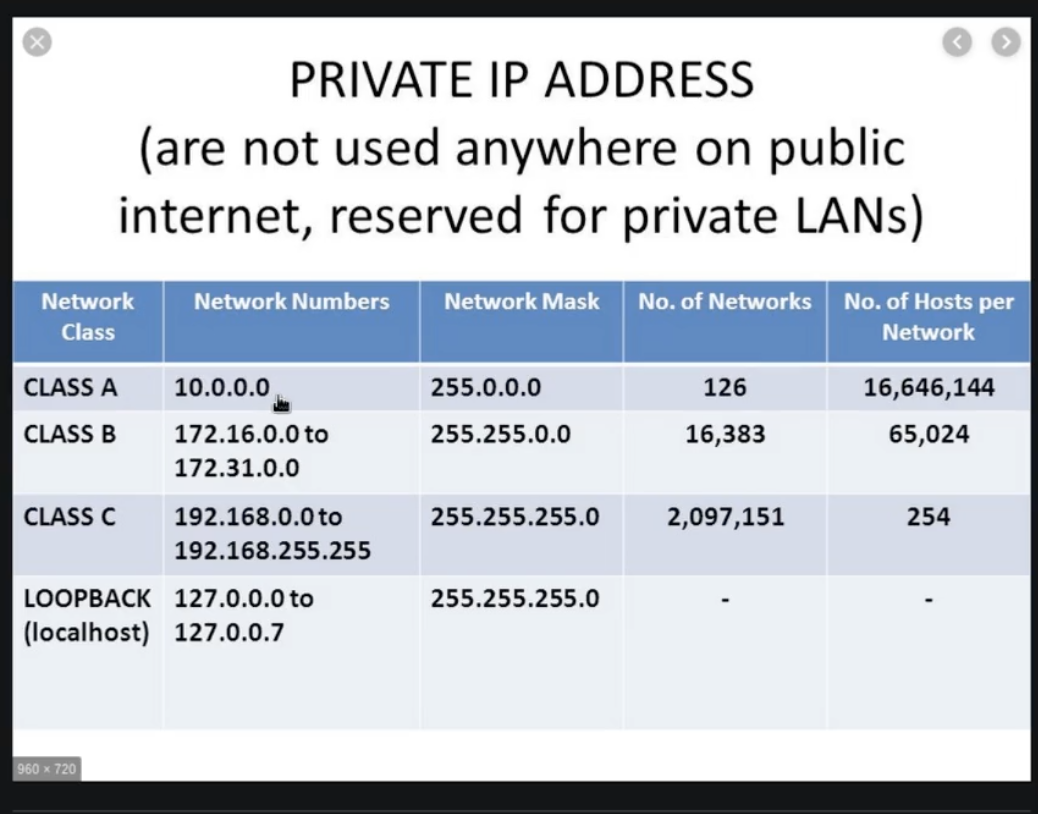 PRIVATE IP ADDRESS
(are not used anywhere on public
internet, reserved for private LANs)
Network
Class
Network Numbers
Network Mask
No. of Networks
No. of Hosts per
Network
CLASS A
10.0.0.0
255.0.0.0
126
16,646,144
CLASS B
172.16.0.0 to
172.31.0.0
255.255.0.0
16,383
65,024
CLASS C
192.168.0.0 to
192.168.255.255
255.255.255.0
2,097,151
254
LOOPBACK
(localhost)
127.0.0.0 to
127.0.0.7
255.255.255.0
-
-
960 × 720